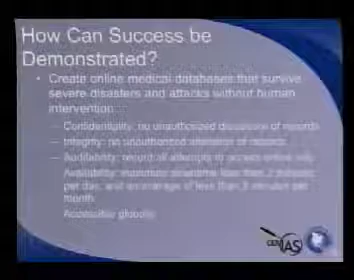 How Can Success be
Demonstrated?
• Create online medical databases that survive
severe disasters and attacks without human
intervention...
– Confidentiality: no unauthorized disclosure of records
– Integrity: no unauthorized alteration of records
– Auditability: record all attempts to access online info
– Availability: maximum downtime less than 2 minutes
per day, and an average of less than 5 minutes per
month
– Accessible globally
CERIAS